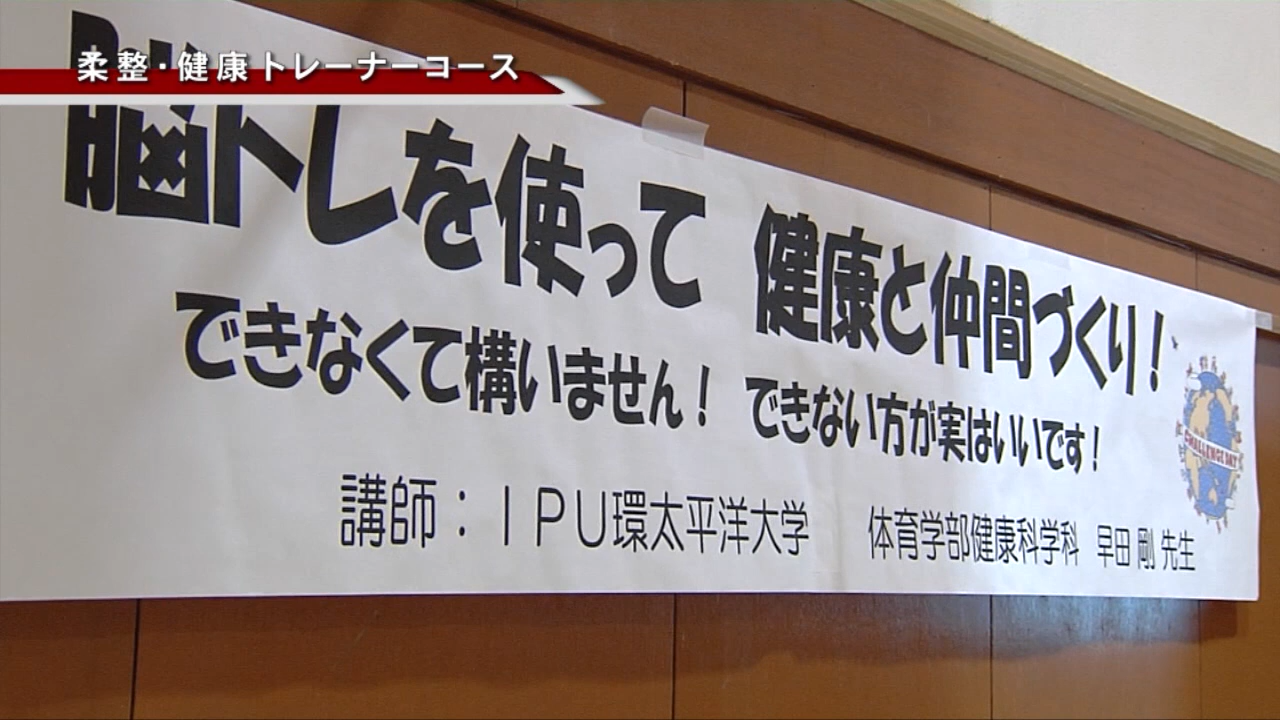 柔整・健康トレーナーコース
脳トレを使って 健康と仲間づくり!
できなくて構いません! できない方が実はいいです!
講師:IPU環太平洋大学 体育学部健康科学科 早田 剛 先生
CHALLENGE DAY